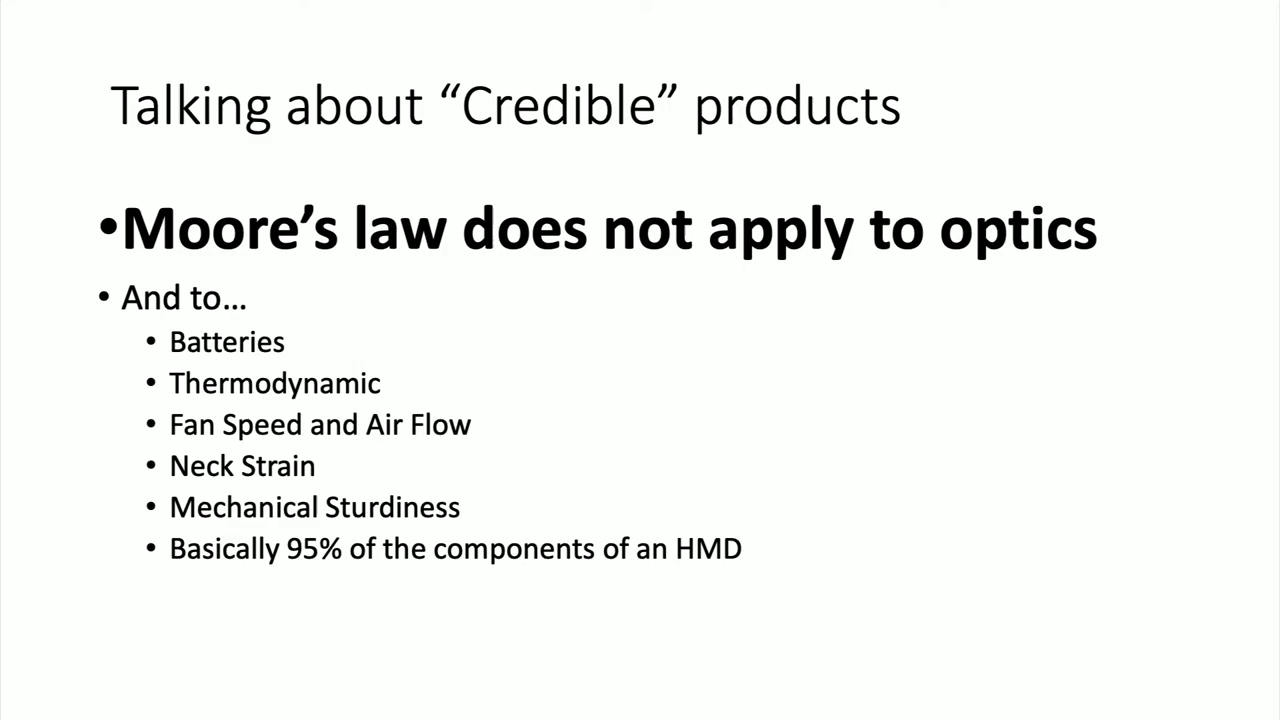 Talking about “Credible” products
•Moore’s law does not apply to optics
• And to…
• Batteries
• Thermodynamic
• Fan Speed and Air Flow
• Neck Strain
• Mechanical Sturdiness
• Basically 95% of the components of an HMD